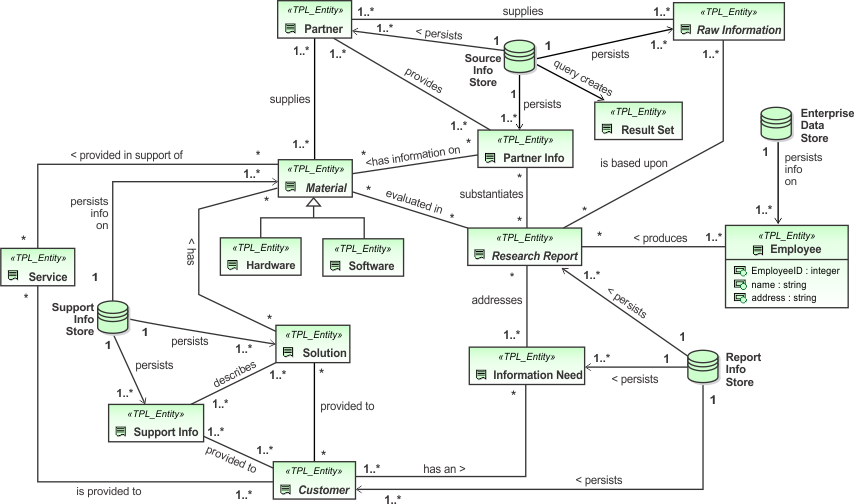 «TPL_Entity»
Partner
1..*
supplies
1..*
«TPL_Entity»
Raw Information
1..*
1..*
1..*
< persists
1
1
persists
1..*
1..*
Source
Info
Store
query creates
provides
1
persists
supplies
1..*
1..*
«TPL_Entity»
Result Set
Enterprise
Data
Store
1
persists
info
on
1..*
1..*
«TPL_Entity»
Partner Info
*
*
<has information on
*
*
is based upon
< provided in support of
*
1..*
«TPL_Entity»
Material
*
*
evaluated in
*
substantiates
*
*
persists
info
on
< has
*
«TPL_Entity»
Service
*
«TPL_Entity»
Hardware
«TPL_Entity»
Software
«TPL_Entity»
Research Report
*
< produces
1..*
«TPL_Entity»
Employee
EmployeeID : integer
name : string
address : string
*
1..*
addresses
< persists
1
Support
Info
Store
1
1
persists
1
persists
*
1..*
«TPL_Entity»
Solution
1..*
*
1..*
«TPL_Entity»
Information Need
*
1..*
1
< persists
Report
Info
Store
1
describes
1..*
1..*
«TPL_Entity»
Support Info
1..*
provided to
1..*
provided to
*
«TPL_Entity»
Customer
1..*
has an >
< persists
1..*
is provided to
1..*